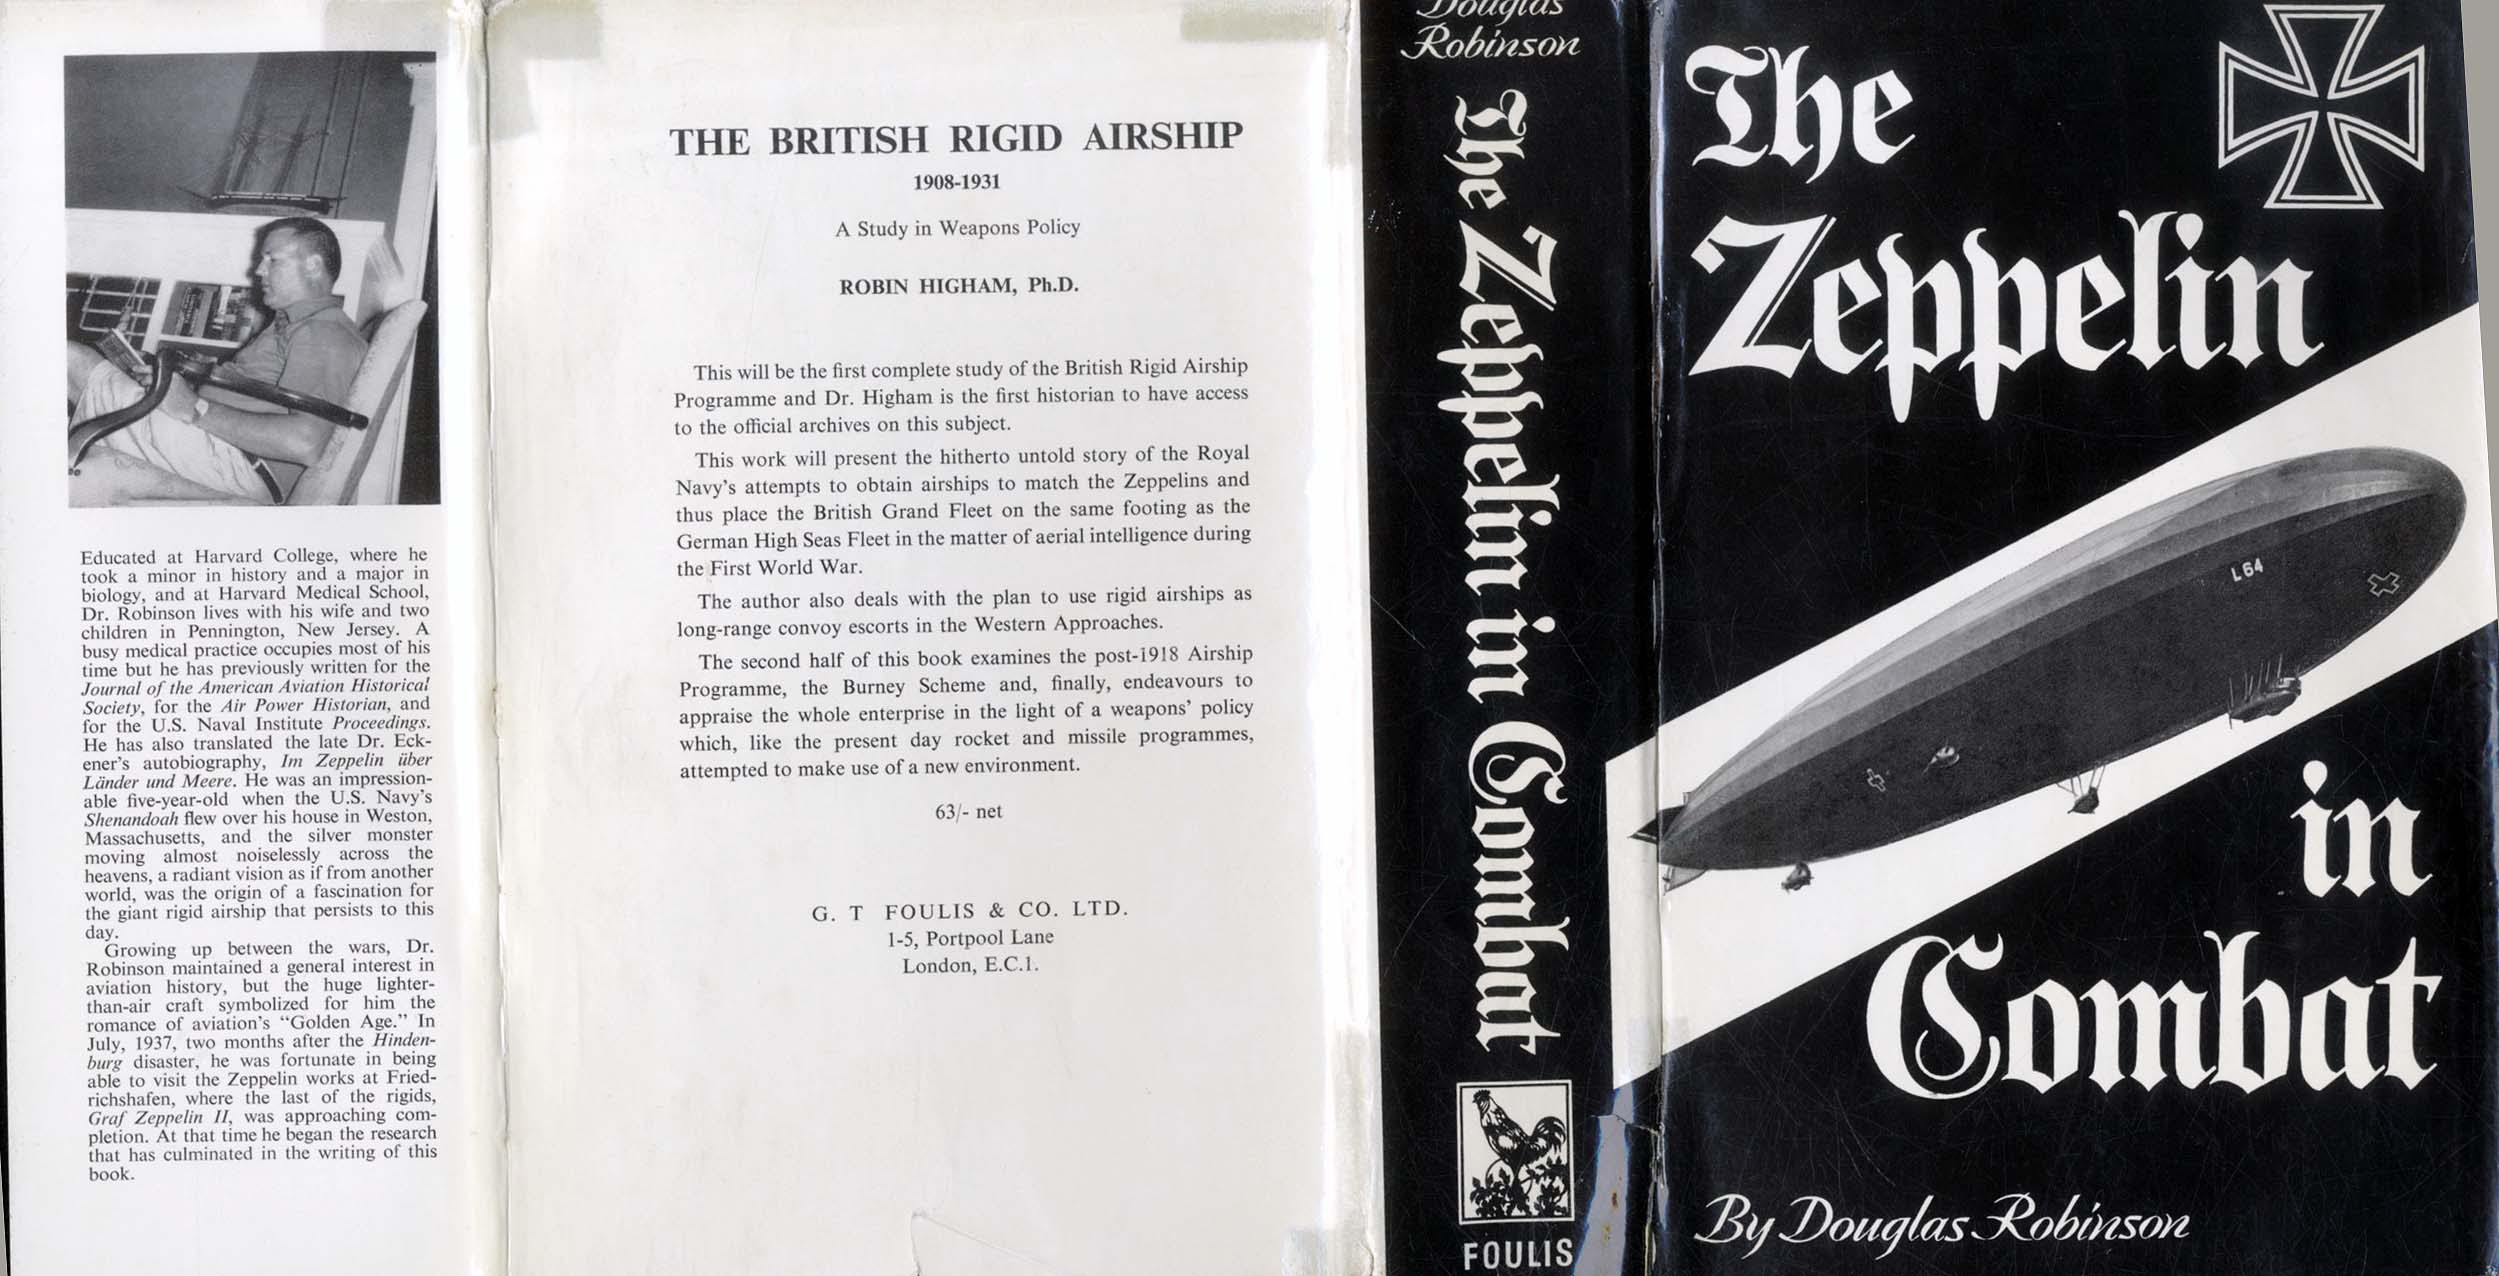 Educated at Harvard College, where he
took a minor in history and a major in
biology, and at Harvard Medical School,
Dr. Robinson lives with his wife and two
children in Pennington, New Jersey. A
busy medical practice occupies most of his
time but he has previously written for the
Journal of the American Aviation Historical
Society, for the Air Power Historian, and
for the U.S. Naval Institute Proceedings.
He has also translated the late Dr. Eck-
ener's autobiography, Im Zeppelin über
Länder und Meere. He was an impression-
able five-year-old when the U.S. Navy's
Shenandoah flew over his house in Weston,
Massachusetts, and the silver monster
moving almost noiselessly across the
heavens, a radiant vision as if from another
world, was the origin of a fascination for
the giant rigid airship that persists to this
day.
Growing up between the wars, Dr.
Robinson maintained a general interest in
aviation history, but the huge lighter-
than-air craft symbolized for him the
romance of aviation's "Golden Age." In
July, 1937, two months after the Hinden-
burg disaster, he was fortunate in being
able to visit the Zeppelin works at Fried-
richshafen, where the last of the rigids,
Graf Zeppelin II, was approaching com-
pletion. At that time he began the research
that has culminated in the writing of this
book.
THE BRITISH RIGID AIRSHIP
1908-1931
A Study in Weapons Policy
ROBIN HIGHAM, Ph.D.
This will be the first complete study of the British Rigid Airship
Programme and Dr. Higham is the first historian to have access
to the official archives on this subject.
This work will present the hitherto untold story of the Royal
Navy's attempts to obtain airships to match the Zeppelins and
thus place the British Grand Fleet on the same footing as the
German High Seas Fleet in the matter of aerial intelligence during
the First World War.
The author also deals with the plan to use rigid airships as
long-range convoy escorts in the Western Approaches.
The second half of this book examines the post-1918 Airship
Programme, the Burney Scheme and, finally, endeavours to
appraise the whole enterprise in the light of a weapons' policy
which, like the present day rocket and missile programmes,
attempted to make use of a new environment.
63/- net
G. T FOULIS & CO. LTD.
1-5, Portpool Lane
London, E.C.1.
Douglas
Robinson
The Zeppelin in Combat
FOULIS
The
Zeppelin
L 64
in
Combat
By Douglas Robinson